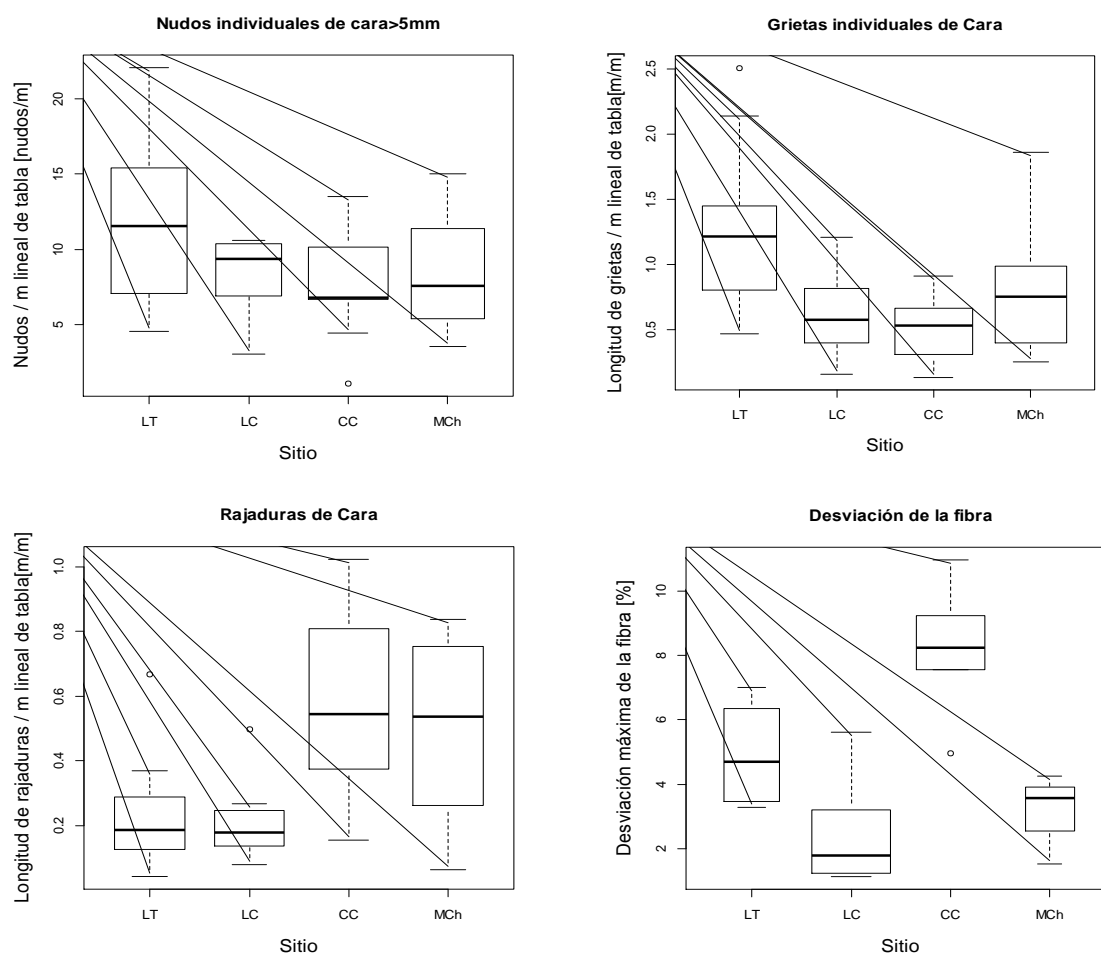 Nudos individuales de cara>5mm
Nudos / m lineal de tabla [nudos/m]
20
15
10
5
LT LC CC MCh
Sitio
Grietas individuales de Cara
Longitud de grietas / m lineal de tabla[m/m]
2.5
2.0
1.5
1.0
0.5
LT LC CC MCh
Sitio
Rajaduras de Cara
Longitud de rajaduras / m lineal de tabla[m/m]
1.0
0.8
0.6
0.4
0.2
LT LC CC MCh
Sitio
Desviación de la fibra
Desviación máxima de la fibra [%]
10
8
6
4
2
LT LC CC MCh
Sitio